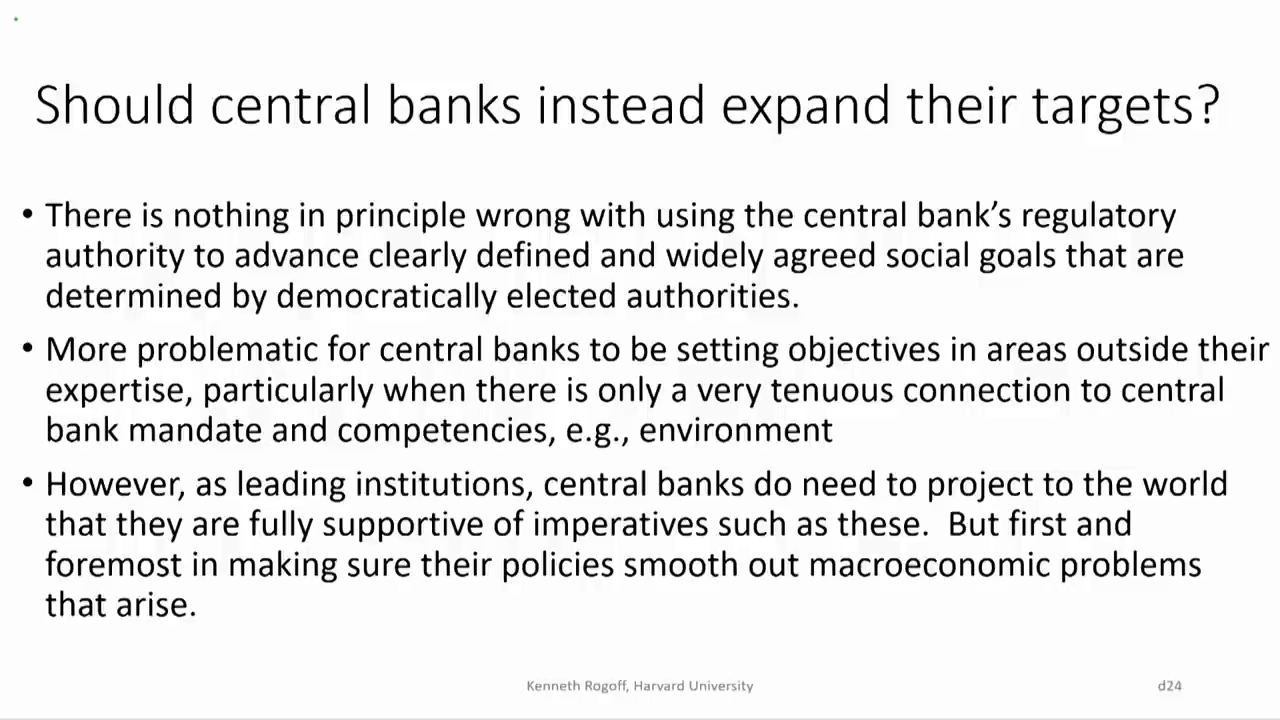 Should central banks instead expand their targets?
• There is nothing in principle wrong with using the central bank’s regulatory
authority to advance clearly defined and widely agreed social goals that are
determined by democratically elected authorities.
• More problematic for central banks to be setting objectives in areas outside their
expertise, particularly when there is only a very tenuous connection to central
bank mandate and competencies, e.g., environment
• However, as leading institutions, central banks do need to project to the world
that they are fully supportive of imperatives such as these.  But first and
foremost in making sure their policies smooth out macroeconomic problems
that arise.
Kenneth Rogoff, Harvard University
d24